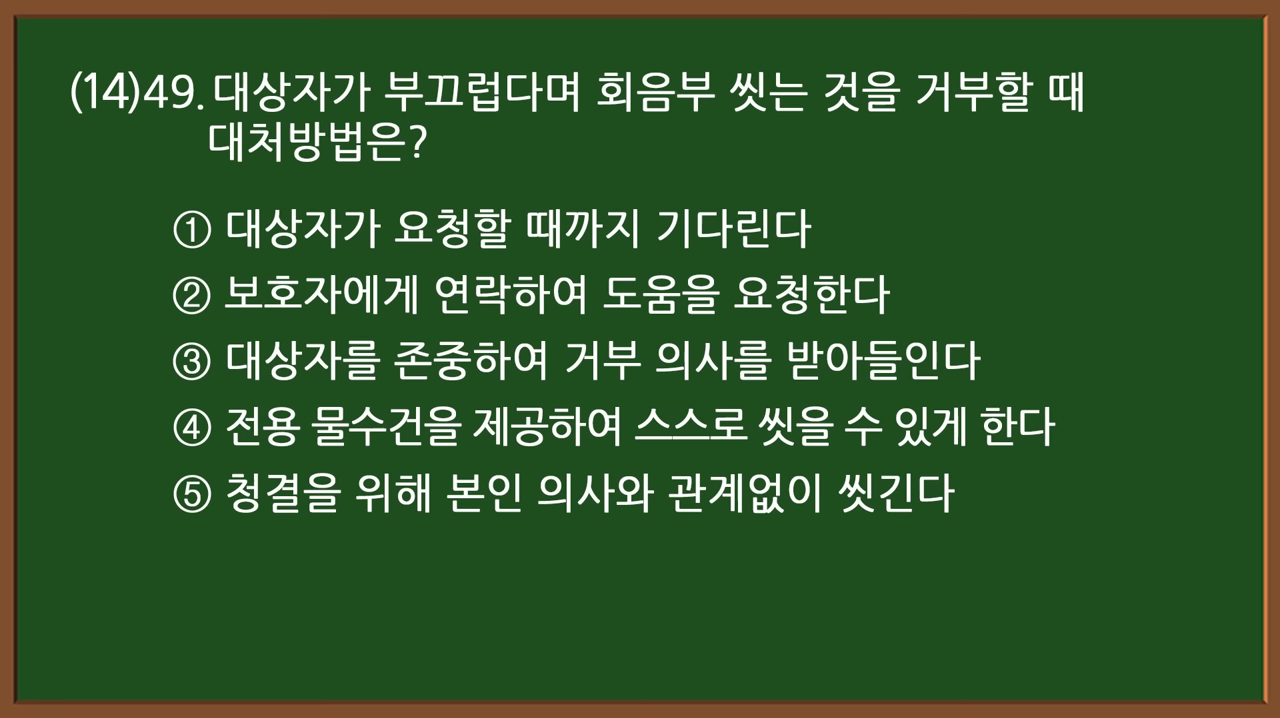 (14)49. 대상자가 부끄럽다며 회음부 씻는 것을 거부할 때
대처방법은?
① 대상자가 요청할 때까지 기다린다
② 보호자에게 연락하여 도움을 요청한다
③ 대상자를 존중하여 거부 의사를 받아들인다
④ 전용 물수건을 제공하여 스스로 씻을 수 있게 한다
⑤ 청결을 위해 본인 의사와 관계없이 씻긴다